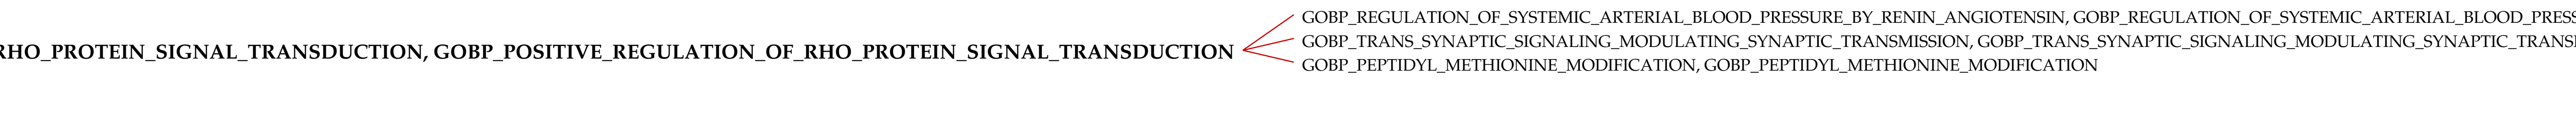 RHO_PROTEIN_SIGNAL_TRANSDUCTION, GOBP_POSITIVE_REGULATION_OF_RHO_PROTEIN_SIGNAL_TRANSDUCTION
GOBP_REGULATION_OF_SYSTEMIC_ARTERIAL_BLOOD_PRESSURE_BY_RENIN_ANGIOTENSIN, GOBP_REGULATION_OF_SYSTEMIC_ARTERIAL_BLOOD_PRESS
GOBP_TRANS_SYNAPTIC_SIGNALING_MODULATING_SYNAPTIC_TRANSMISSION, GOBP_TRANS_SYNAPTIC_SIGNALING_MODULATING_SYNAPTIC_TRANS
GOBP_PEPTIDYL_METHIONINE_MODIFICATION, GOBP_PEPTIDYL_METHIONINE_MODIFICATION